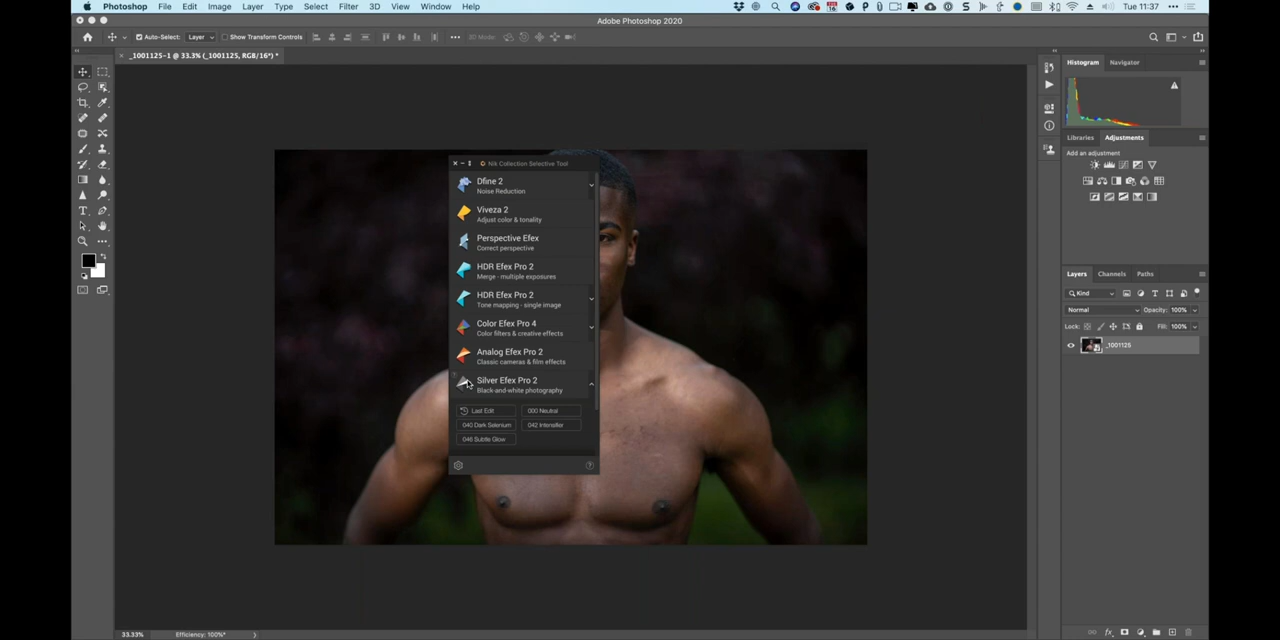 Photoshop File Edit Image Layer Type Select Filter 3D View Window Help Tue 11:37
Adobe Photoshop 2020
Auto-Select: Layer Show Transform Controls 3D Mode:
_1001125-1 @ 33.3% (_1001125, RGB/16*) *
Histogram Navigator
Nik Collection Selective Tool
Dfine 2
Noise Reduction
Viveza 2
Adjust color & tonality
Perspective Efex
Correct perspective
HDR Efex Pro 2
Merge - multiple exposures
HDR Efex Pro 2
Tone mapping - single image
Color Efex Pro 4
Color filters & creative effects
Analog Efex Pro 2
Classic cameras & film effects
Silver Efex Pro 2
Black-and-white photography
Last Edit 000 Neutral
040 Dark Selenium 042 Intensifier
046 Subtle Glow
Libraries Adjustments
Add an adjustment
Layers Channels Paths
Kind
Normal Opacity: 100%
Lock: Fill: 100%
_1001125
33.33% Efficiency: 100%*